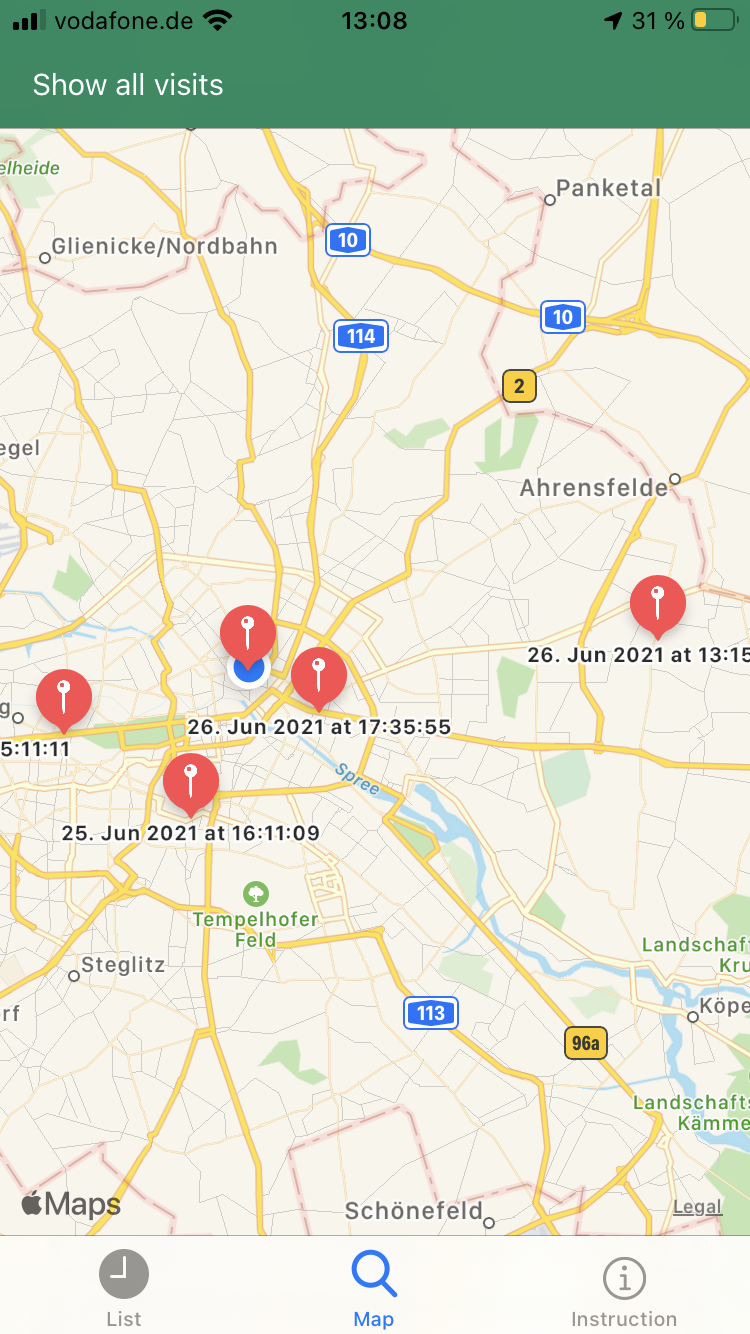 vodafone.de 13:08 31 %
Show all visits
elheide
Panketal
Glienicke/Nordbahn
10
10
114
2
egel
Ahrensfelde
26. Jun 2021 at 13:15
g
26. Jun 2021 at 17:35:55
5:11:11
Spree
25. Jun 2021 at 16:11:09
Tempelhofer
Feld
Landschaf
Kru
Steglitz
Köpe
rf
113
96a
Landschafts
Kämme
Maps
Schönefeld
Legal
List
Map
Instruction